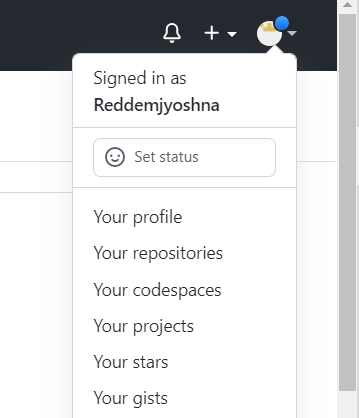 Signed in as
Reddemjyoshna
Set status
Your profile
Your repositories
Your codespaces
Your projects
Your stars
Your gists